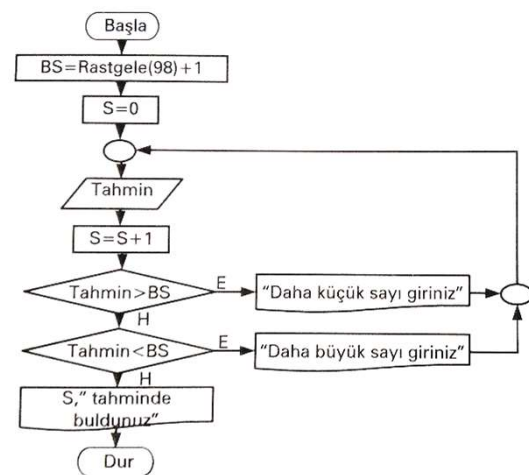 Başla
BS=Rastgele(98)+1
S=0
Tahmin
S=S+1
Tahmin>BS
E
"Daha küçük sayı giriniz"
H
Tahmin<BS
E
"Daha büyük sayı giriniz"
H
S," tahminde
buldunuz"
Dur